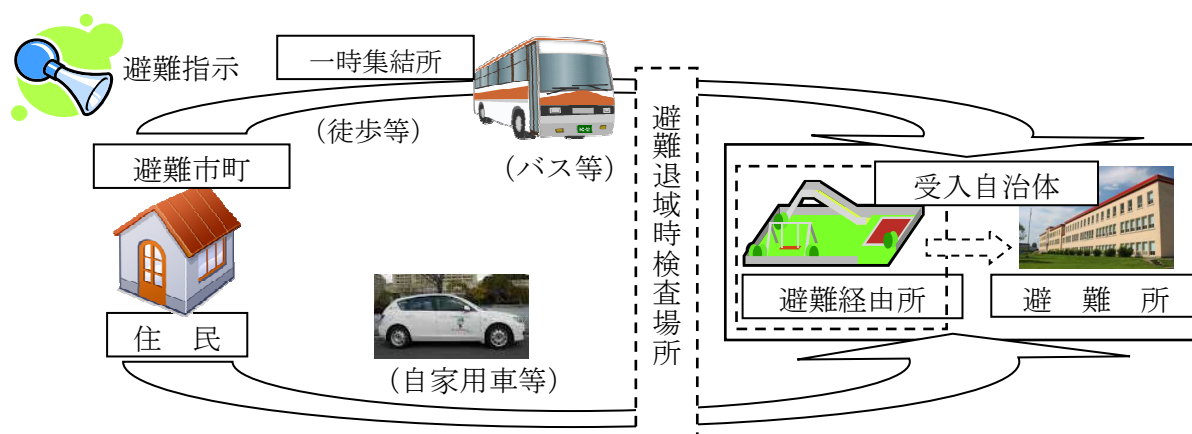 避難指示
一時集結所
(徒歩等)
(バス等)
避難市町
住 民
(自家用車等)
避難退域時検査場所
受入自治体
避難経由所
避 難 所